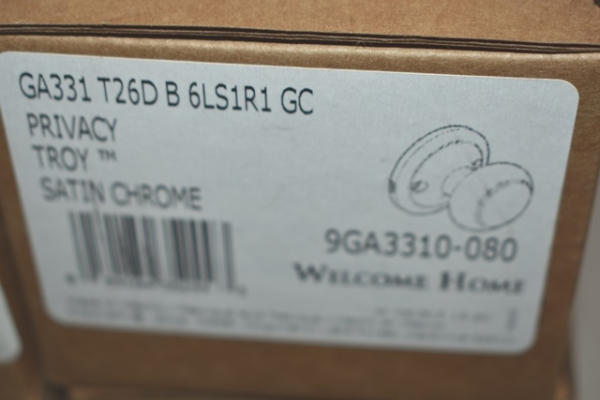 GA331 T26D B 6LS1R1 GC
PRIVACY
TROY ™
SATIN CHROME
9GA3310-080
WELCOME HOME